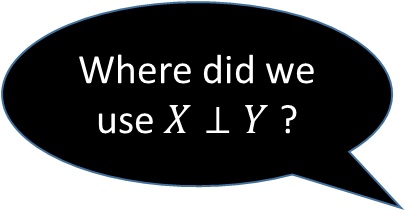 Where did we
use 𝑋 ⊥ 𝑌 ?